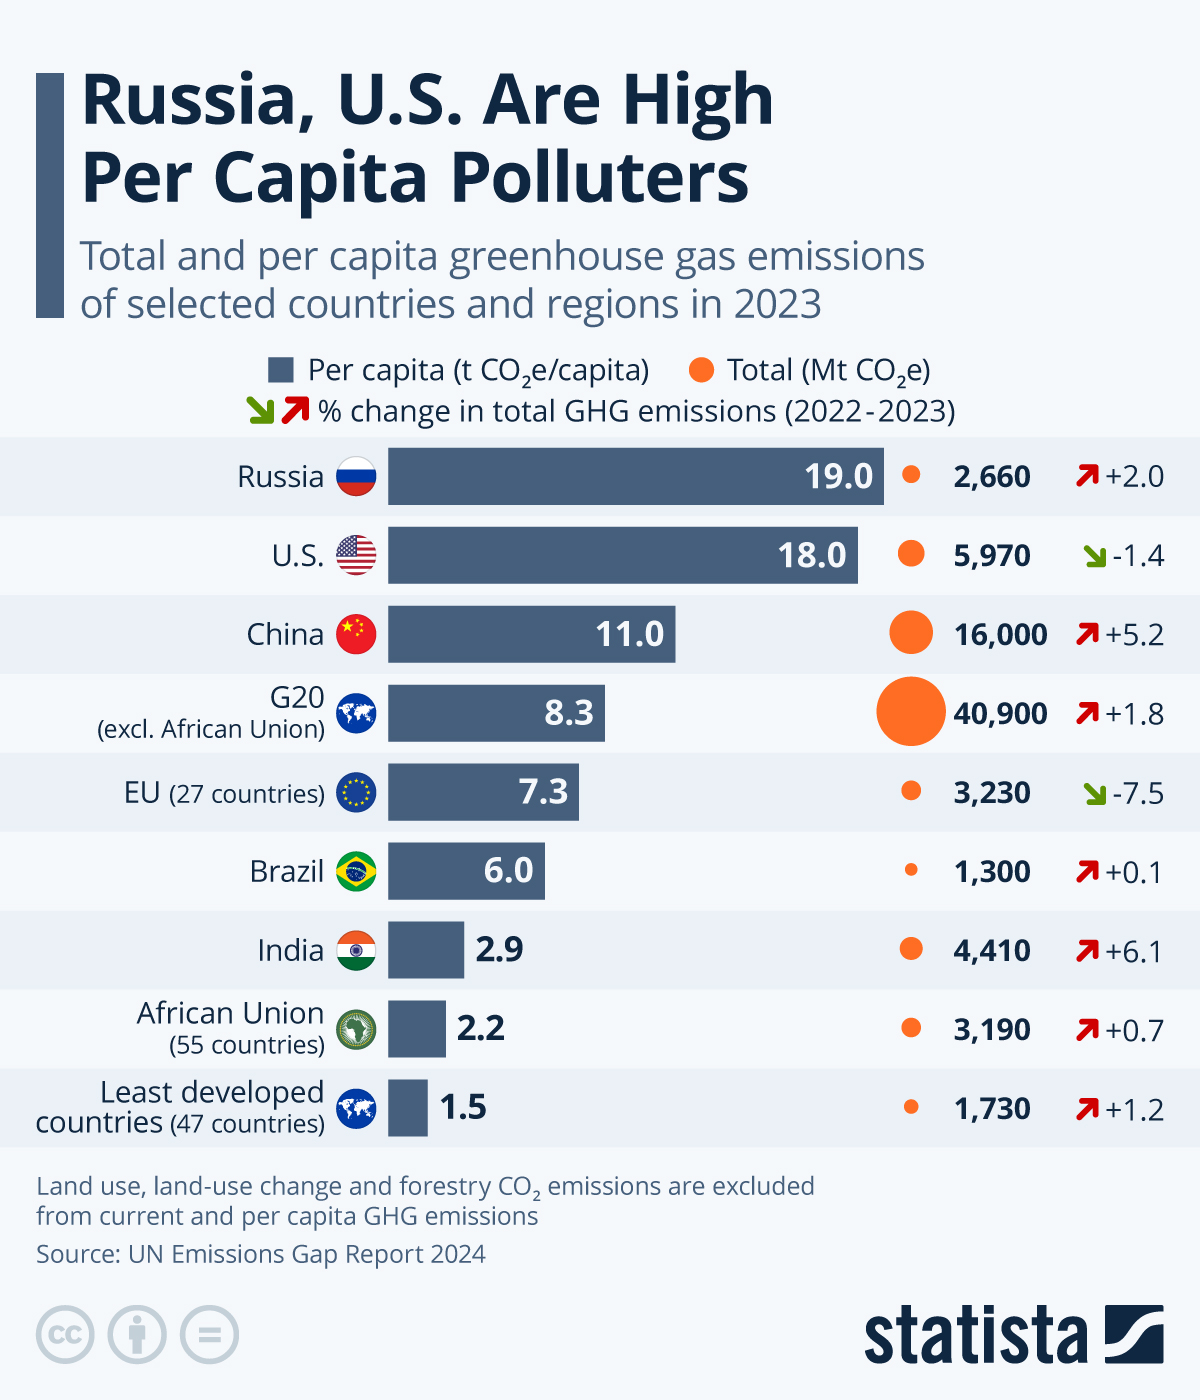 Russia, U.S. Are High
Per Capita Polluters
Total and per capita greenhouse gas emissions
of selected countries and regions in 2023
Per capita (t CO₂e/capita) Total (Mt CO₂e)
% change in total GHG emissions (2022-2023)
Russia 19.0 2,660 +2.0
U.S. 18.0 5,970 -1.4
China 11.0 16,000 +5.2
G20
(excl. African Union) 8.3 40,900 +1.8
EU (27 countries) 7.3 3,230 -7.5
Brazil 6.0 1,300 +0.1
India 2.9 4,410 +6.1
African Union
(55 countries) 2.2 3,190 +0.7
Least developed
countries (47 countries) 1.5 1,730 +1.2
Land use, land-use change and forestry CO₂ emissions are excluded
from current and per capita GHG emissions
Source: UN Emissions Gap Report 2024
cc statista